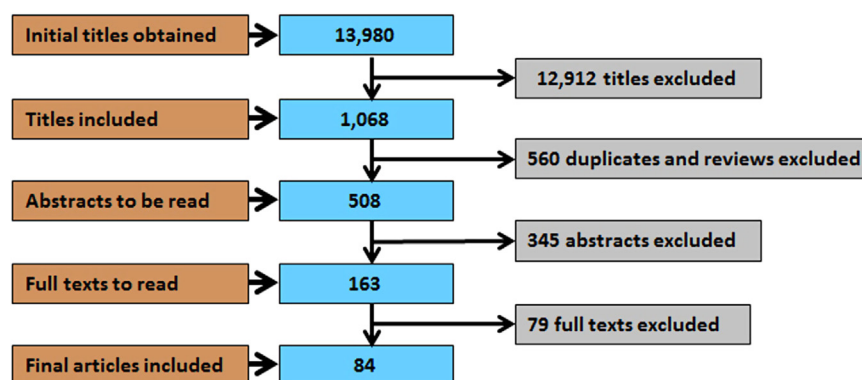 Initial titles obtained
13,980
12,912 titles excluded
Titles included
1,068
560 duplicates and reviews excluded
Abstracts to be read
508
345 abstracts excluded
Full texts to read
163
79 full texts excluded
Final articles included
84